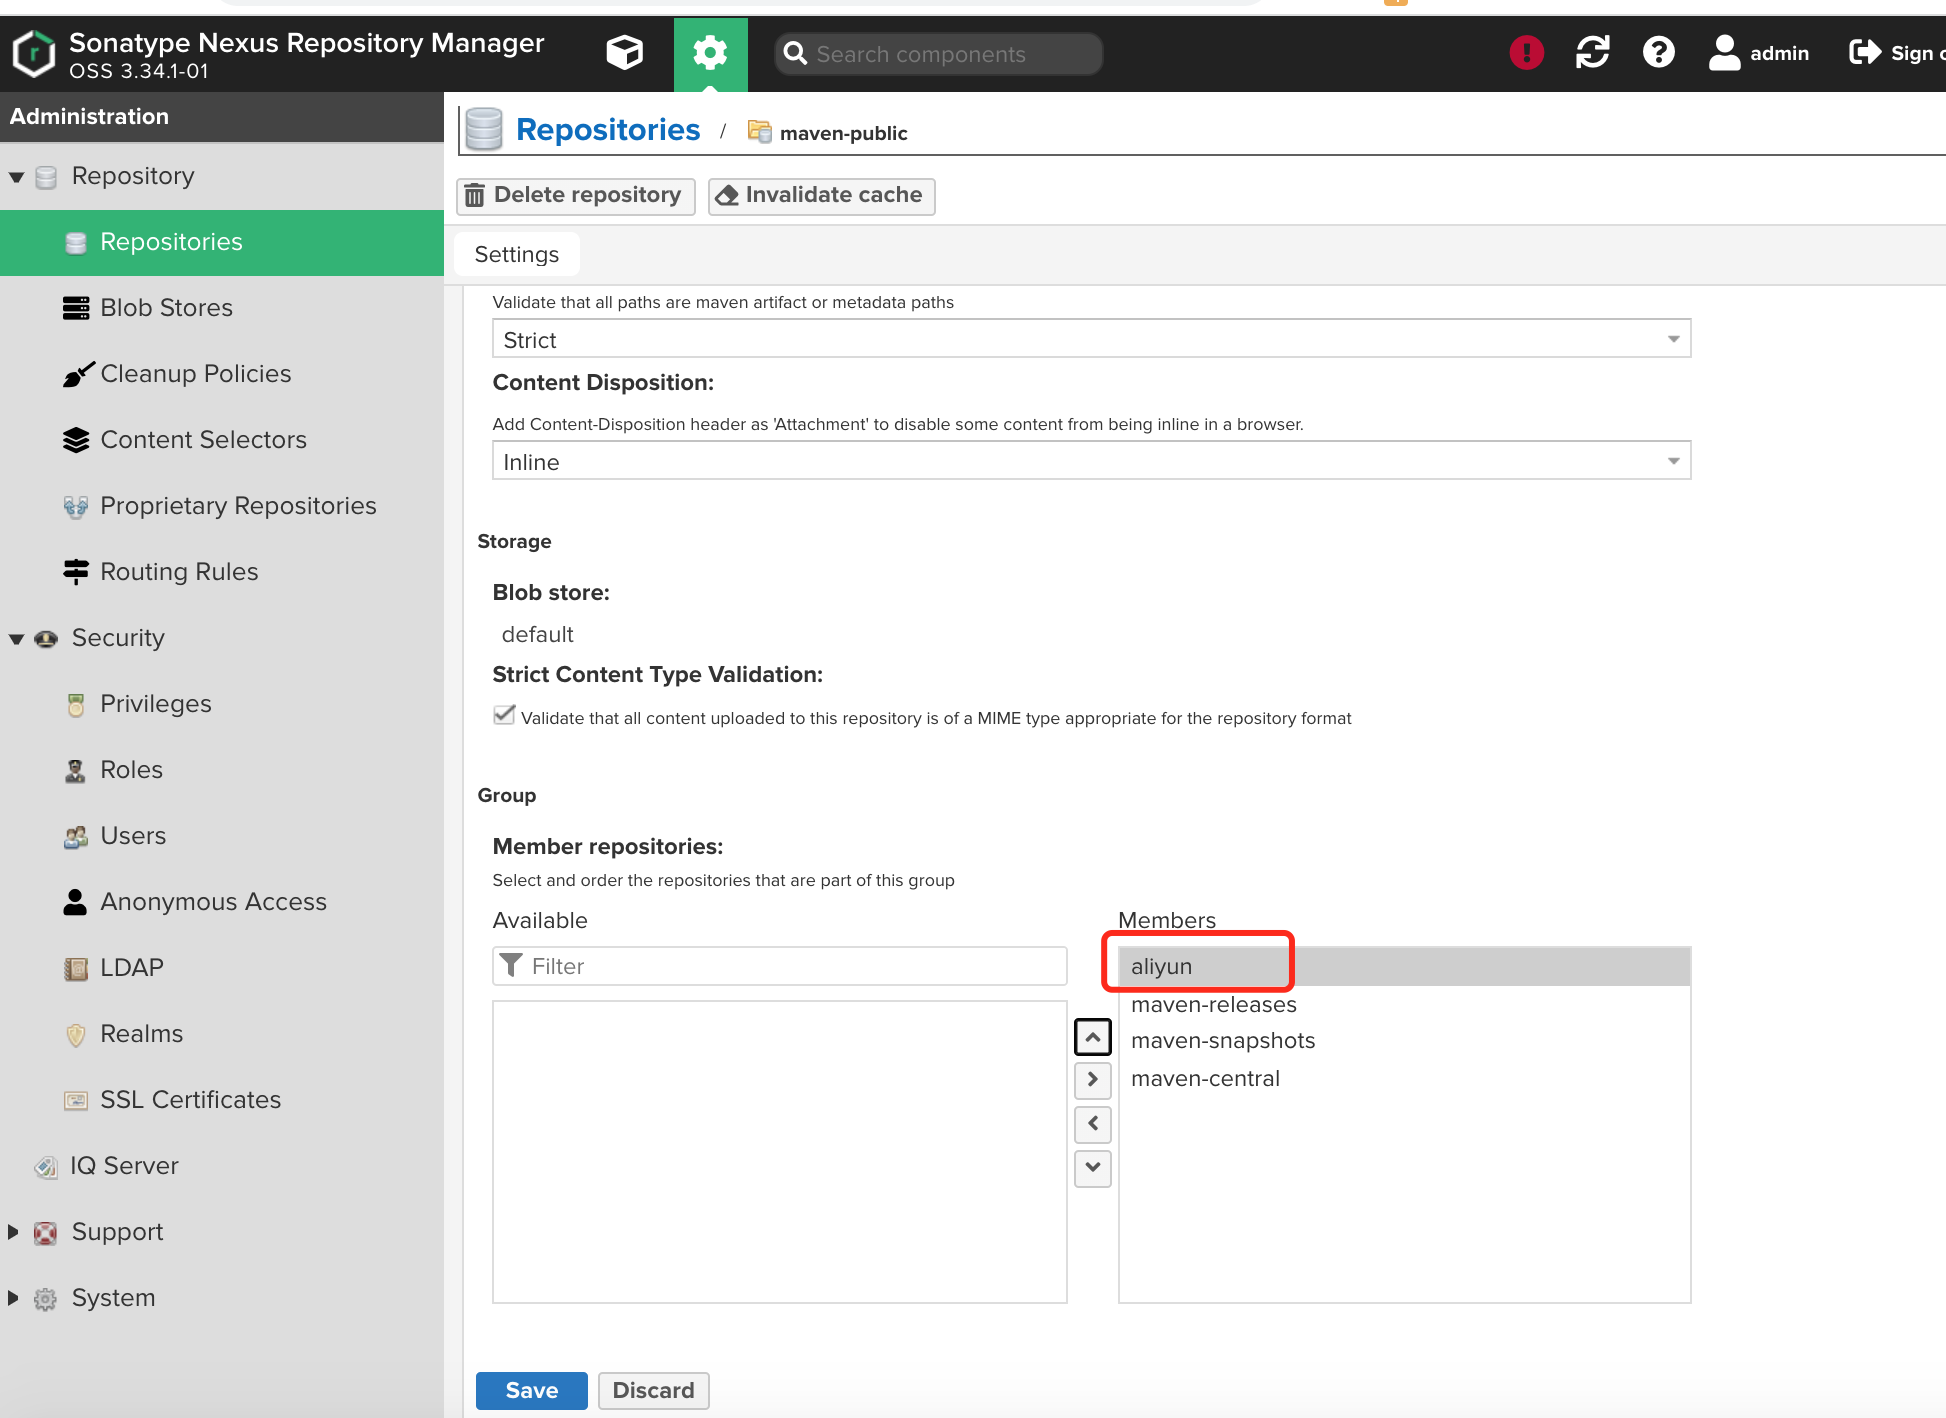 Sonatype Nexus Repository Manager
OSS 3.34.1-01
Search components
admin
Sign
Administration
Repository
Repositories
Blob Stores
Cleanup Policies
Content Selectors
Proprietary Repositories
Routing Rules
Security
Privileges
Roles
Users
Anonymous Access
LDAP
Realms
SSL Certificates
IQ Server
Support
System
Repositories / maven-public
Delete repository
Invalidate cache
Settings
Validate that all paths are maven artifact or metadata paths
Strict
Content Disposition:
Add Content-Disposition header as 'Attachment' to disable some content from being inline in a browser.
Inline
Storage
Blob store:
default
Strict Content Type Validation:
Validate that all content uploaded to this repository is of a MIME type appropriate for the repository format
Group
Member repositories:
Select and order the repositories that are part of this group
Available
Filter
Members
aliyun
maven-releases
maven-snapshots
maven-central
Save
Discard